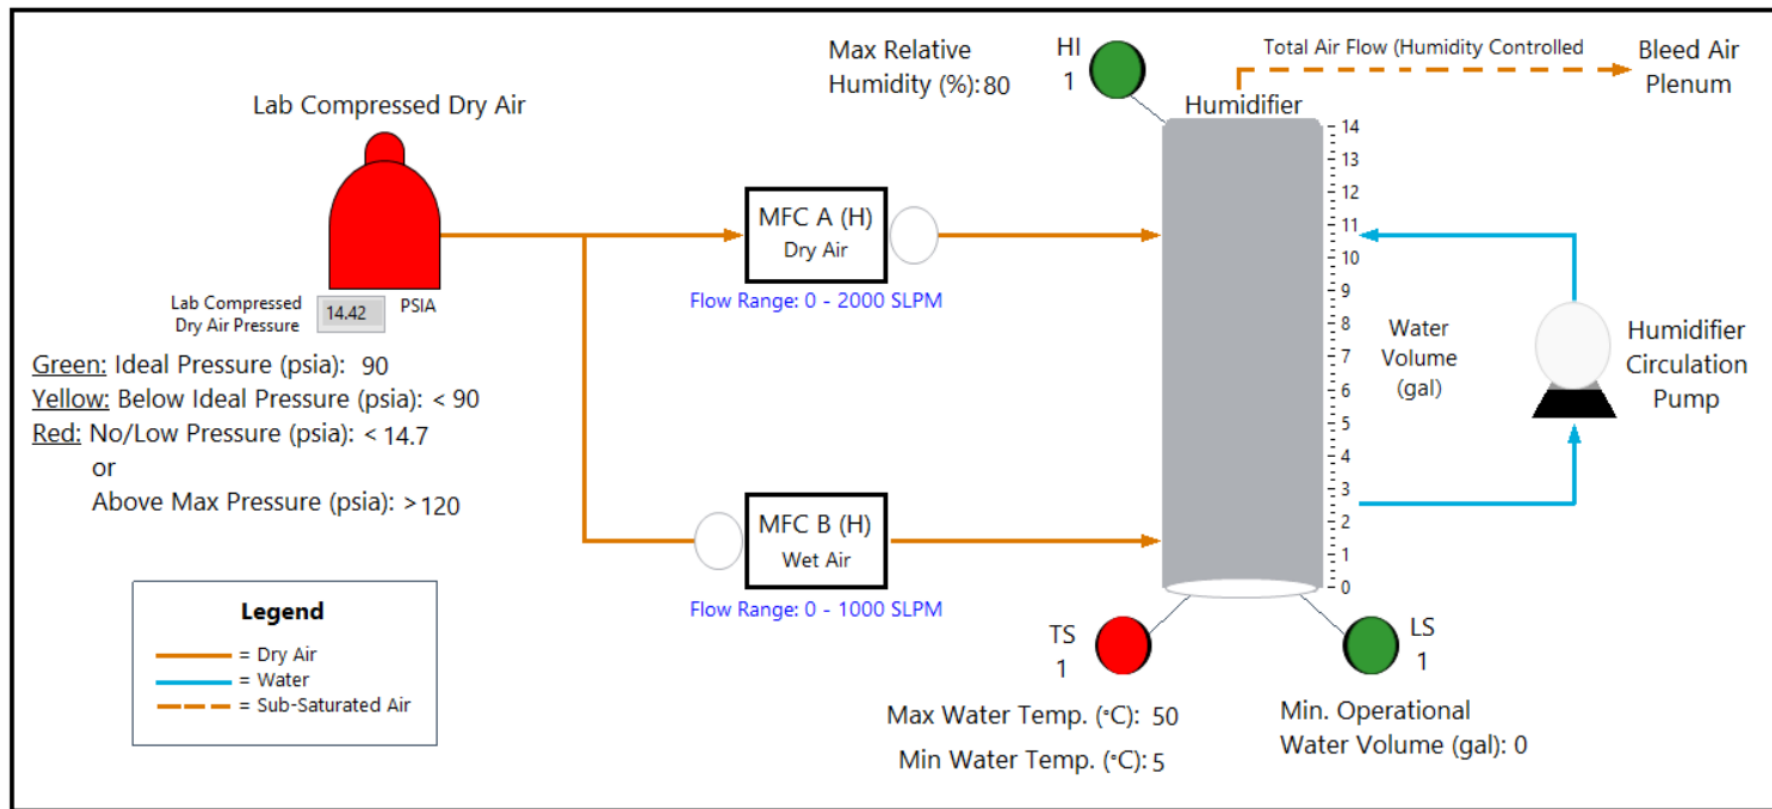 Max Relative
Humidity (%): 80
HI
1
Total Air Flow (Humidity Controlled
Bleed Air
Plenum
Lab Compressed Dry Air
Humidifier
14
13
12
11
10
9
8
7
6
5
4
3
2
1
0
MFC A (H)
Dry Air
Flow Range: 0 - 2000 SLPM
Lab Compressed
Dry Air Pressure
14.42
PSIA
Water
Volume
(gal)
Humidifier
Circulation
Pump
Green: Ideal Pressure (psia): 90
Yellow: Below Ideal Pressure (psia): < 90
Red: No/Low Pressure (psia): < 14.7
or
Above Max Pressure (psia): > 120
MFC B (H)
Wet Air
Flow Range: 0 - 1000 SLPM
Legend
= Dry Air
= Water
= Sub-Saturated Air
TS
1
LS
1
Max Water Temp. (°C): 50
Min Water Temp. (°C): 5
Min. Operational
Water Volume (gal): 0